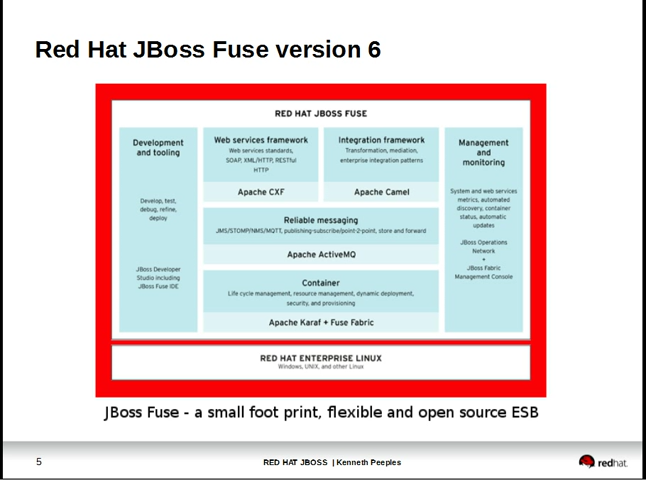 Red Hat JBoss Fuse version 6
RED HAT JBOSS FUSE
Development
and tooling
Develop, test,
debug, refine,
deploy
JBoss Developer
Studio including
JBoss Fuse IDE
Web services framework
Web services standards,
SOAP, XML/HTTP, RESTful
HTTP
Apache CXF
Integration framework
Transformation, mediation,
enterprise integration patterns
Apache Camel
Reliable messaging
JMS/STOMP/NMS/MQTT, publishing-subscribe/point-2-point, store and forward
Apache ActiveMQ
Container
Life cycle management, resource management, dynamic deployment,
security, and provisioning
Apache Karaf + Fuse Fabric
Management
and
monitoring
System and web services
metrics, automated
discovery, container
status, automatic
updates
JBoss Operations
Network
+
JBoss Fabric
Management Console
RED HAT ENTERPRISE LINUX
Windows, UNIX, and other Linux
JBoss Fuse - a small foot print, flexible and open source ESB
5
RED HAT JBOSS | Kenneth Peeples
redhat.